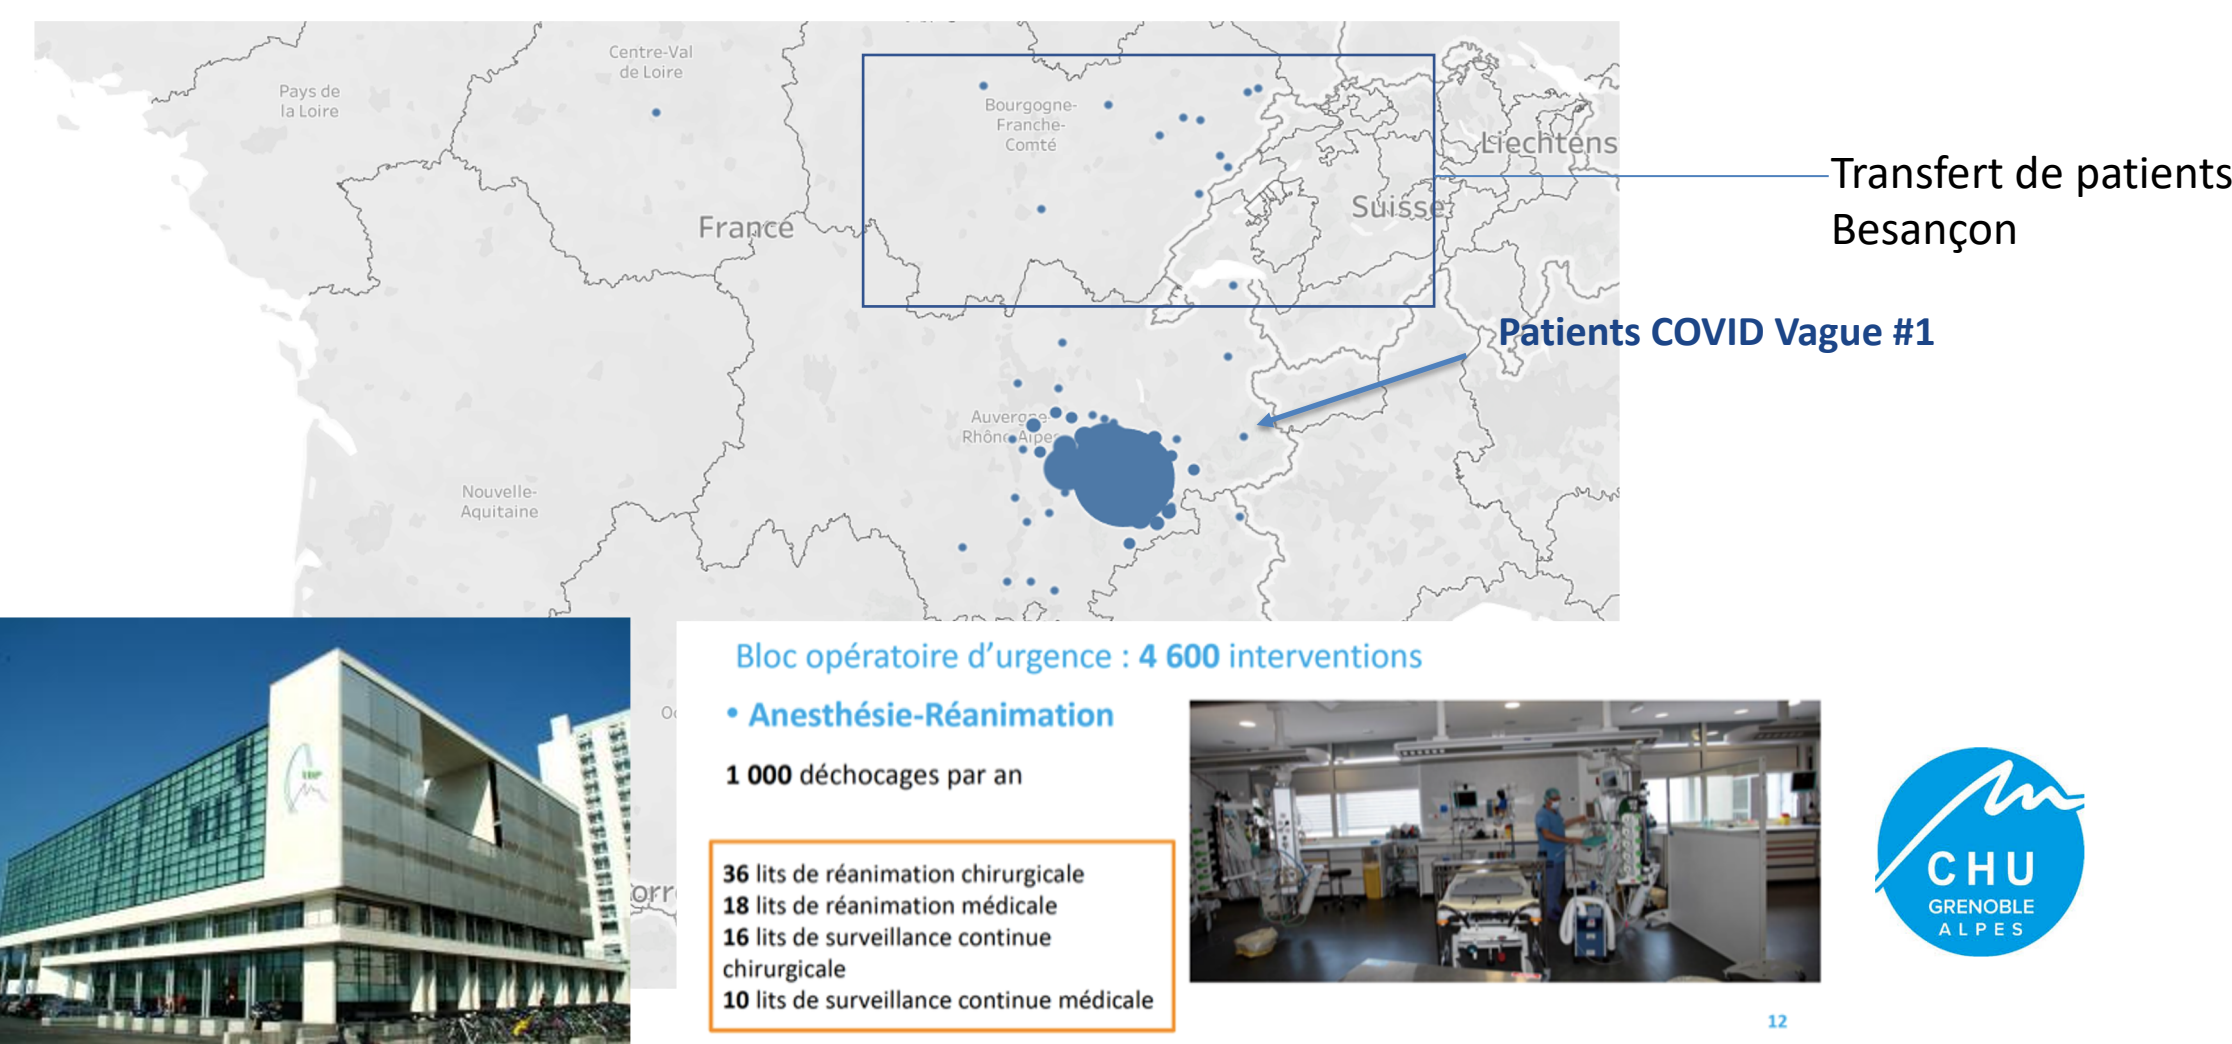 Centre-Val
de Loire
Pays de
la Loire
Bourgogne-
Franche-
Comté
Liechtens
Suisse
France
Transfert de patients
Besançon
Patients COVID Vague #1
Auvergne-
Rhône-Alpes
Nouvelle-
Aquitaine
Bloc opératoire d'urgence : 4 600 interventions
• Anesthésie-Réanimation
1 000 déchocages par an
36 lits de réanimation chirurgicale
18 lits de réanimation médicale
16 lits de surveillance continue
chirurgicale
10 lits de surveillance continue médicale
CHU
GRENOBLE
ALPES
12